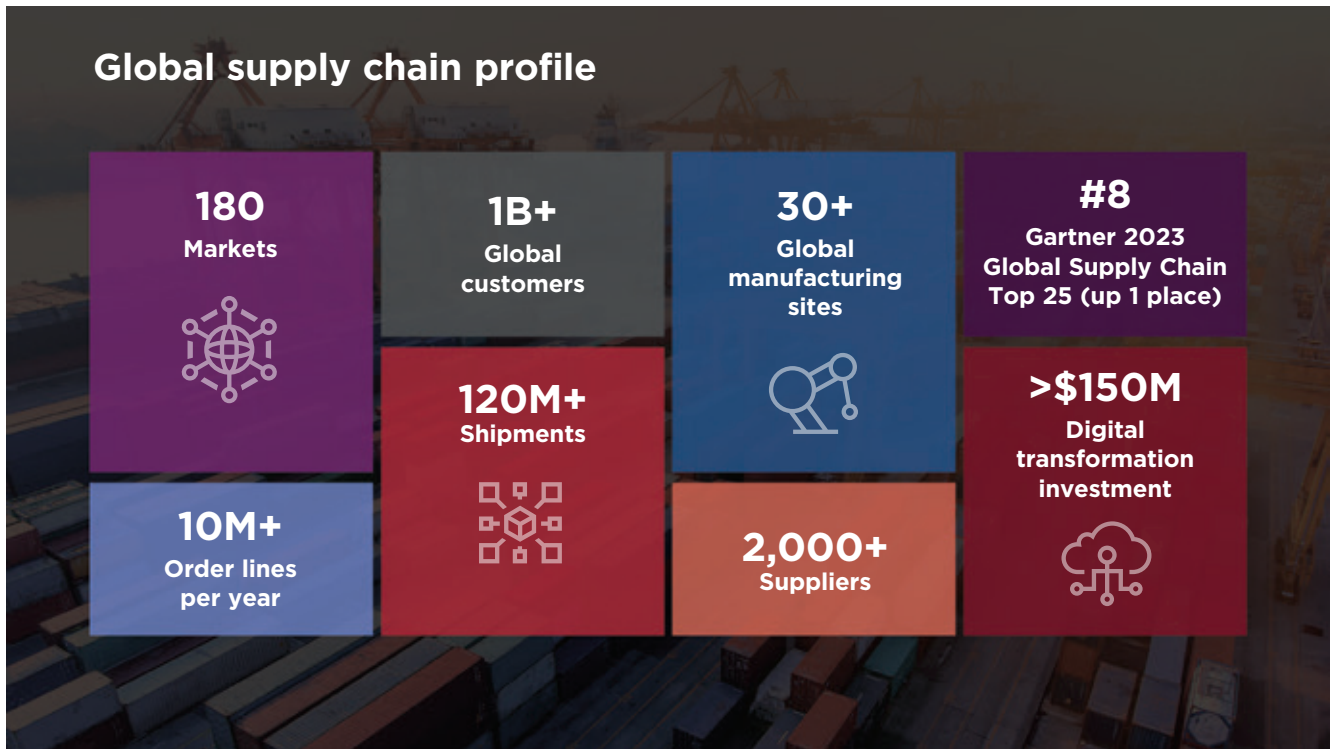 Global supply chain profile
180
Markets
10M+
Order lines
per year
1B+
Global
customers
120M+
Shipments
30+
Global
manufacturing
sites
2,000+
Suppliers
#8
Gartner 2023
Global Supply Chain
Top 25 (up 1 place)
>$150M
Digital
transformation
investment